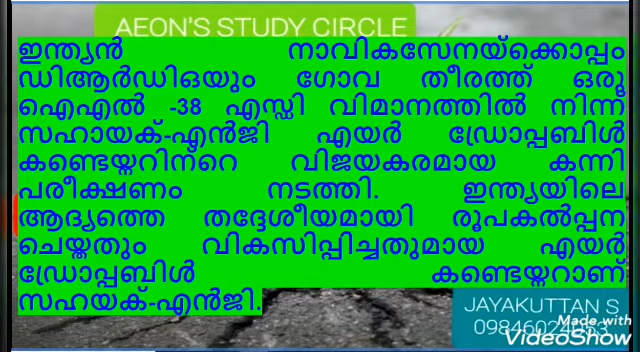 AEON'S STUDY CIRCLE
ഇന്ത്യൻ നാവികസേനയ്ക്കൊപ്പം
ഡിആർഡിഒയും ഗോവ തീരത്ത് ഒരു
ഐഎൽ -38 എസ്ഡി വിമാനത്തിൽ നിന്ന്
സഹായക്-എൻജി എയർ ഡ്രോപ്പബിൾ
കണ്ടെയ്നറിന്റെ വിജയകരമായ കന്നി
പരീക്ഷണം നടത്തി. ഇന്ത്യയിലെ
ആദ്യത്തെ തദ്ദേശീയമായി രൂപകൽപ്പന
ചെയ്തതും വികസിപ്പിച്ചതുമായ എയർ
ഡ്രോപ്പബിൾ കണ്ടെയ്നറാണ്
സഹയക്-എൻജി.
JAYAKUTTAN S
Made with
VideoShow